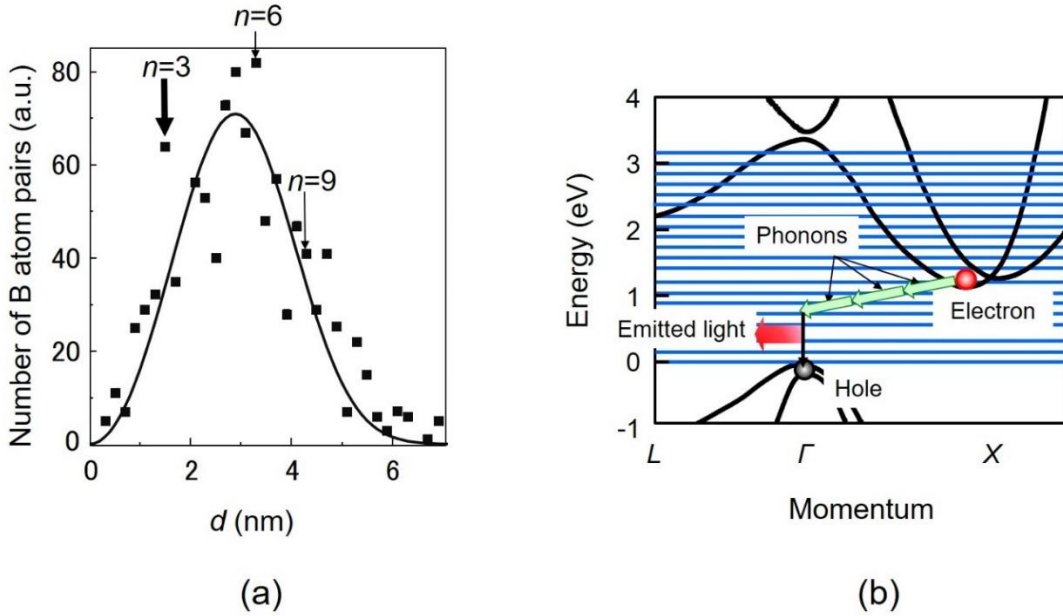 n=6
n=3
n=9
80
60
40
20
0
Number of B atom pairs (a.u.)
0 2 4 6
d (nm)
(a)
4
3
2
1
0
-1
Energy (eV)
Phonons
Electron
Emitted light
Hole
L Γ X
Momentum
(b)